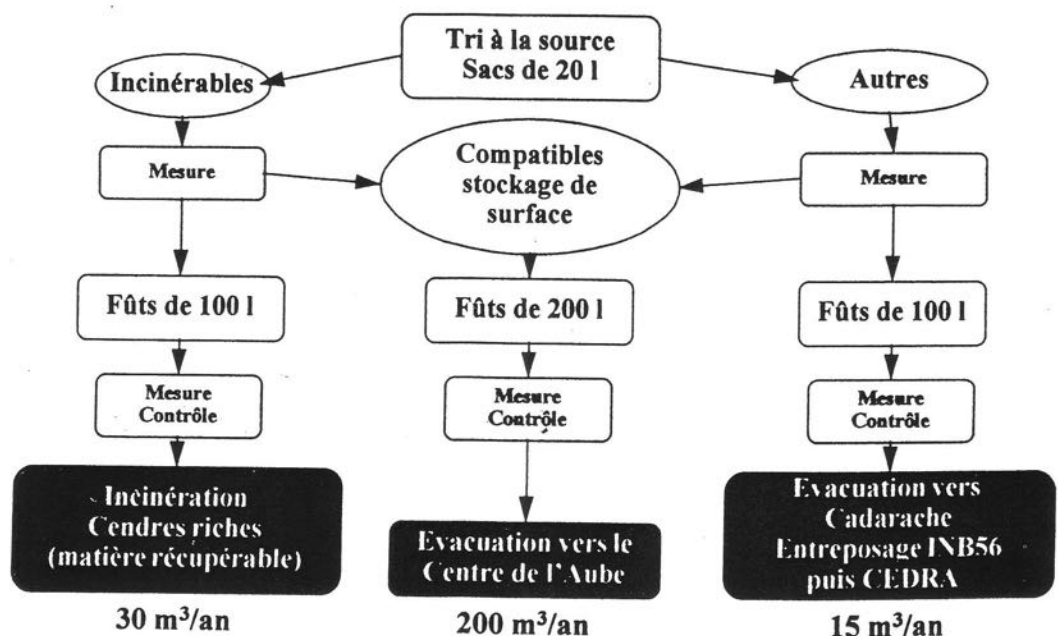 Tri à la source
Sacs de 20 l
Incinérables
Autres
Mesure
Compatibles
stockage de
surface
Mesure
Fûts de 100 l
Fûts de 200 l
Fûts de 100 l
Mesure
Contrôle
Mesure
Contrôle
Mesure
Contrôle
Incinération
Cendres riches
(matière récupérable)
Evacuation vers le
Centre de l'Aube
Evacuation vers
Cadarache
Entreposage INB56
puis CEDRA
30 m³/an
200 m³/an
15 m³/an